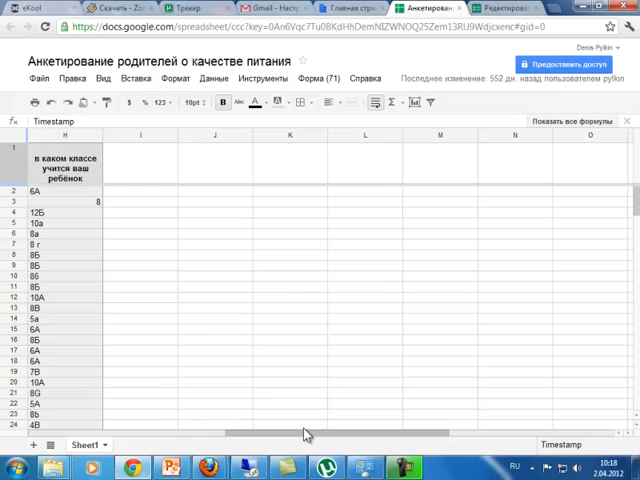 eKool
Скачать - Zoo
Трекер
Gmail - Настр
Главная стран
Анкетировани
Редактирован
https://docs.google.com/spreadsheet/ccc?key=0An6Vqc7Tu0BKdHhDemNIZWNOQ25Zem13RU9Wdjcxenc#gid=0
Denis Pylkin
Анкетирование родителей о качестве питания
Предоставить доступ
Файл Правка Вид Вставка Формат Данные Инструменты Форма (71) Справка Последнее изменение: 552 дн. назад пользователем pylkin
$ % 123 10pt B Abc A Σ
fx Timestamp Показать все формулы
H I J K L M N O
1 в каком классе
учится ваш
ребёнок
2 6А
3 8
4 12Б
5 10а
6 8а
7 8 г
8 8Б
9 8Б
10 8б
11 8Б
12 10А
13 8В
14 5а
15 6А
16 8Б
17 6А
18 6А
19 7В
20 10А
21 8G
22 5А
23 8b
24 4В
Sheet1 Timestamp
RU 10:18
2.04.2012